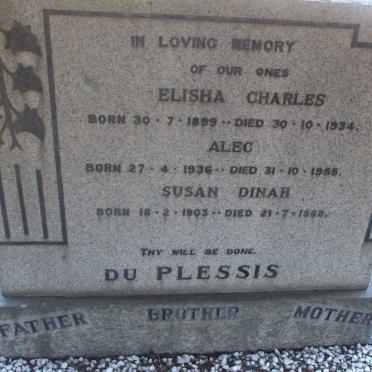 IN LOVING MEMORY
OF OUR ONES
ELISHA CHARLES
BORN 30 - 7 - 1899 -- DIED 30 - 10 - 1934.
ALEC
BORN 27 - 4 - 1936 -- DIED 31 - 10 - 1955.
SUSAN DINAH
BORN 18 - 2 - 1903 -- DIED 21 - 7 - 1968.
THY WILL BE DONE.
DU PLESSIS
FATHER BROTHER MOTHER